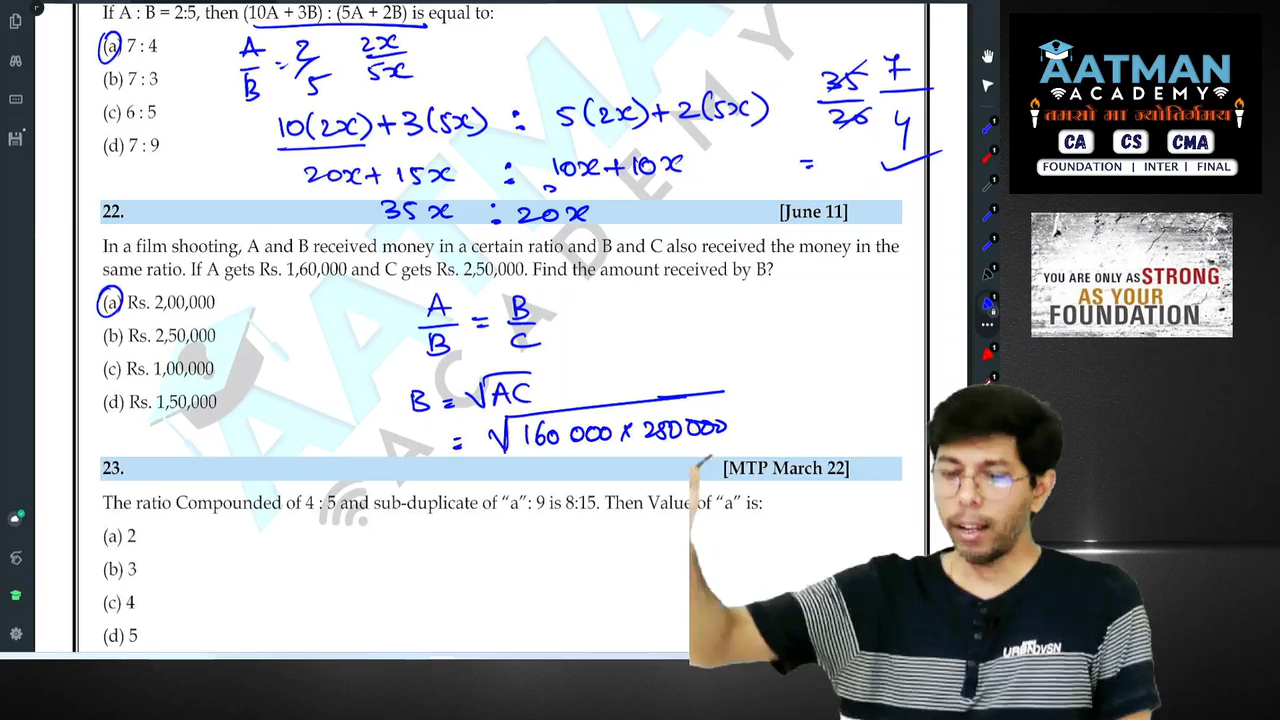 If A : B = 2:5, then (10A + 3B) : (5A + 2B) is equal to:
(a) 7 : 4
(b) 7 : 3
(c) 6 : 5
(d) 7 : 9
A/B = 2/5 2x/5x
10(2x) + 3(5x) : 5(2x) + 2(5x)
20x + 15x : 10x + 10x =
35x : 20x
35/20 7/4
22. [June 11]
In a film shooting, A and B received money in a certain ratio and B and C also received the money in the
same ratio. If A gets Rs. 1,60,000 and C gets Rs. 2,50,000. Find the amount received by B?
(a) Rs. 2,00,000
(b) Rs. 2,50,000
(c) Rs. 1,00,000
(d) Rs. 1,50,000
A/B = B/C
B = √AC
= √160 000 × 250 000
23. [MTP March 22]
The ratio Compounded of 4 : 5 and sub-duplicate of “a”: 9 is 8:15. Then Value of “a” is:
(a) 2
(b) 3
(c) 4
(d) 5
AATMAN
ACADEMY
तमसो मा ज्योतिर्गमय
CA CS CMA
FOUNDATION | INTER | FINAL
YOU ARE ONLY AS STRONG
AS YOUR
FOUNDATION
URBNDVSN